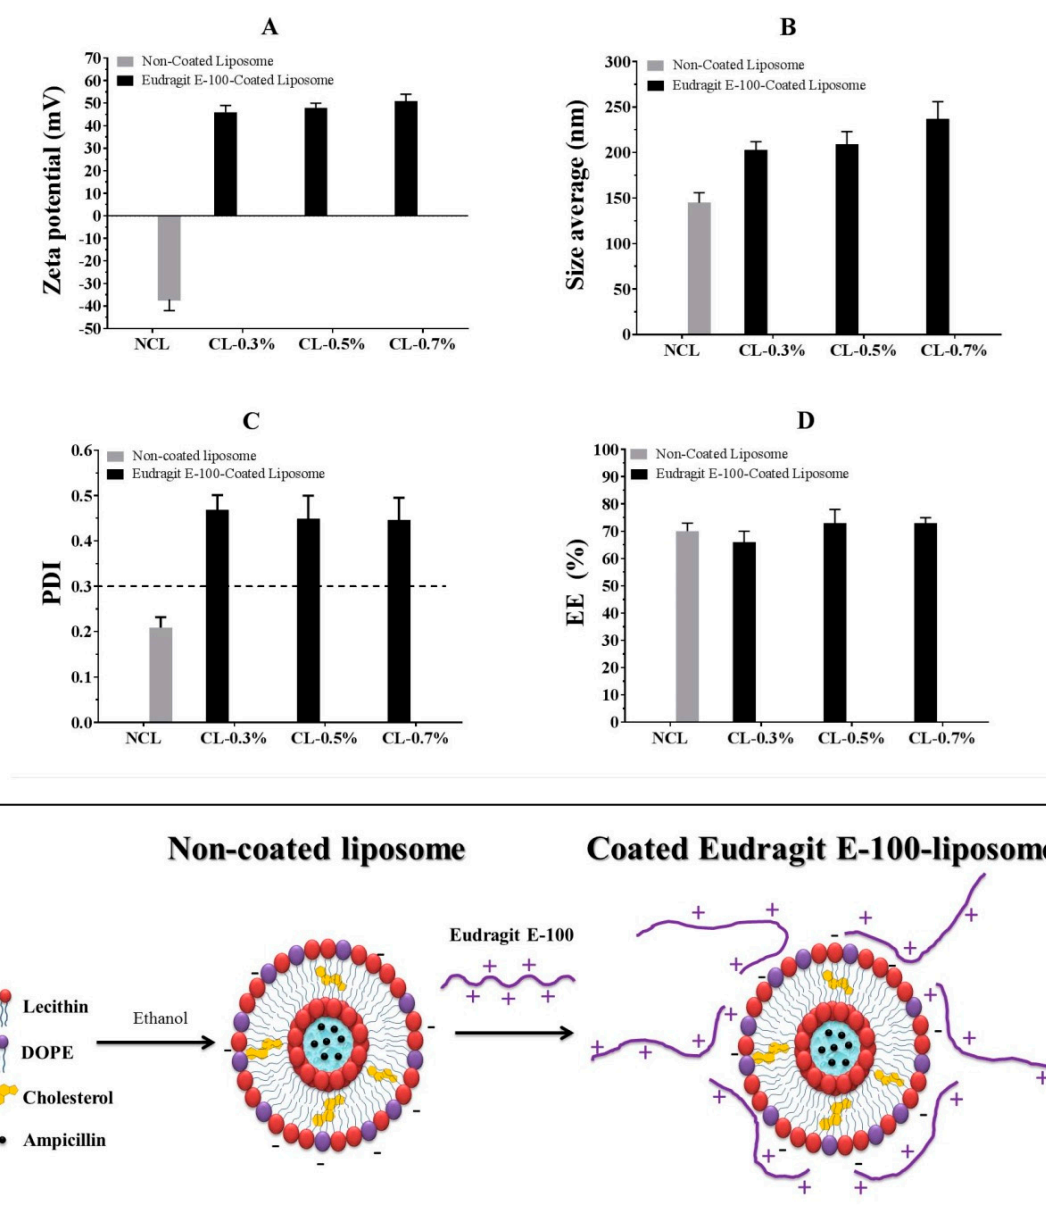 A
Non-Coated Liposome
Eudragit E-100-Coated Liposome
Zeta potential (mV)
70
60
50
40
30
20
10
0
-10
-20
-30
-40
-50
NCL CL-0.3% CL-0.5% CL-0.7%
B
Non-Coated Liposome
Eudragit E-100-Coated Liposome
Size average (nm)
300
250
200
150
100
50
0
NCL CL-0.3% CL-0.5% CL-0.7%
C
Non-coated liposome
Eudragit E-100-Coated Liposome
PDI
0.6
0.5
0.4
0.3
0.2
0.1
0.0
NCL CL-0.3% CL-0.5% CL-0.7%
D
Non-Coated Liposome
Eudragit E-100-Coated Liposome
EE (%)
100
90
80
70
60
50
40
30
20
10
0
NCL CL-0.3% CL-0.5% CL-0.7%
Non-coated liposome
Coated Eudragit E-100-liposome
Eudragit E-100
Ethanol
Lecithin
DOPE
Cholesterol
Ampicillin